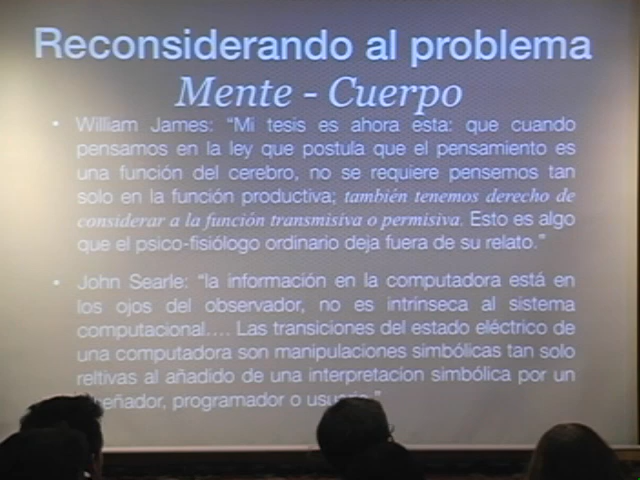 Reconsiderando al problema
Mente - Cuerpo
• William James: “Mi tesis es ahora esta: que cuando
pensamos en la ley que postula que el pensamiento es
una función del cerebro, no se requiere pensemos tan
solo en la función productiva; también tenemos derecho de
considerar a la función transmisiva o permisiva. Esto es algo
que el psico-fisiólogo ordinario deja fuera de su relato.”
• John Searle: “la información en la computadora está en
los ojos del observador, no es intrínseca al sistema
computacional.... Las transiciones del estado eléctrico de
una computadora son manipulaciones simbólicas tan solo
reltivas al añadido de una interpretacion simbólica por un
programador o